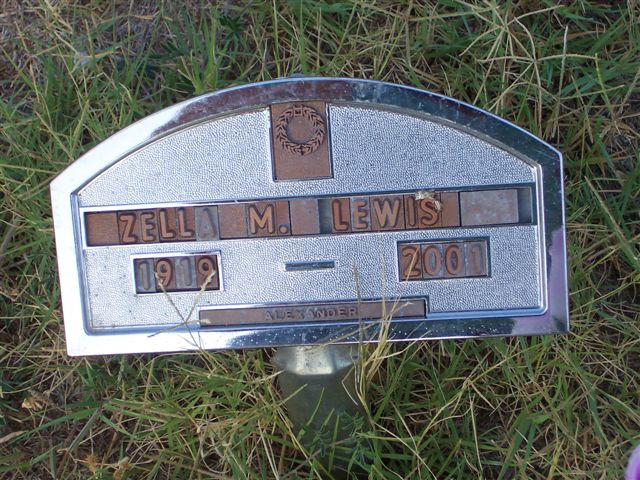 ZELLA M. LEWIS
1919 — 2001
ALEXANDER